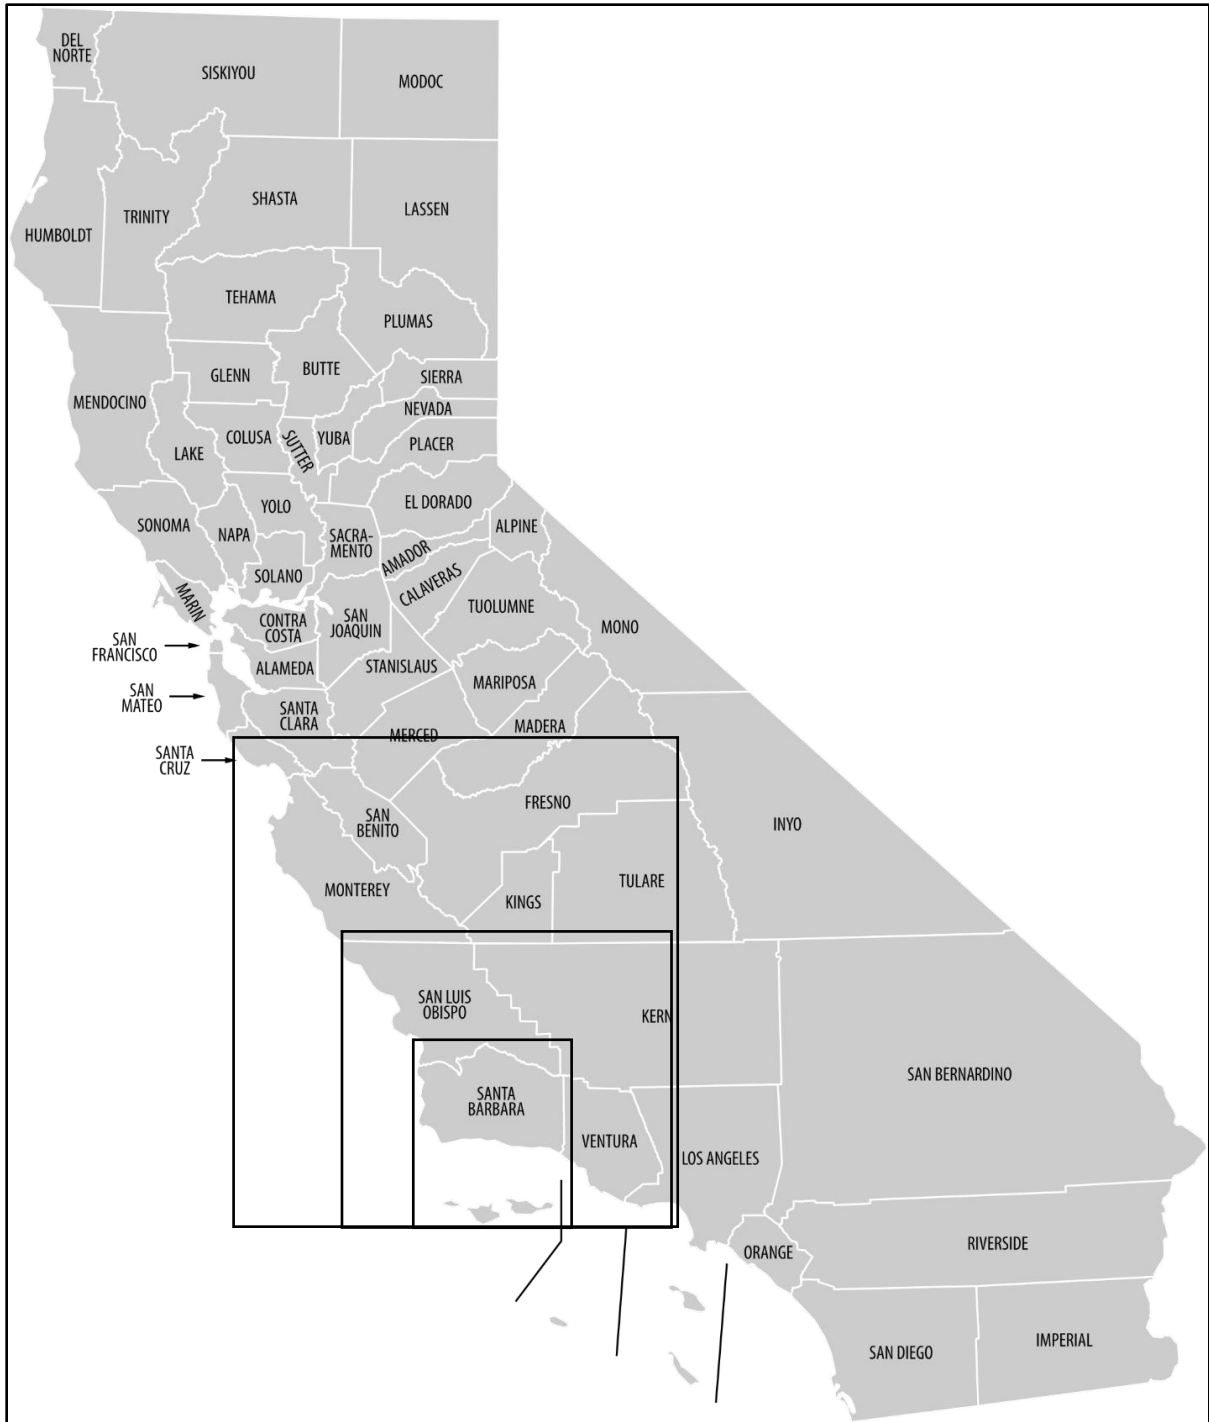 DEL
NORTE
SISKIYOU
MODOC
HUMBOLDT
TRINITY
SHASTA
LASSEN
TEHAMA
PLUMAS
MENDOCINO
GLENN
BUTTE
SIERRA
NEVADA
PLACER
LAKE
COLUSA
SUTTER
YUBA
EL DORADO
ALPINE
SONOMA
NAPA
YOLO
SACRA-
MENTO
AMADOR
CALAVERAS
SOLANO
MARIN
CONTRA
COSTA
SAN
JOAQUIN
TUOLUMNE
MONO
SAN
FRANCISCO
ALAMEDA
STANISLAUS
MARIPOSA
SAN
MATEO
SANTA
CLARA
MERCED
MADERA
SANTA
CRUZ
SAN
BENITO
FRESNO
INYO
MONTEREY
KINGS
TULARE
SAN LUIS
OBISPO
KERN
SAN BERNARDINO
SANTA
BARBARA
VENTURA
LOS ANGELES
ORANGE
RIVERSIDE
SAN DIEGO
IMPERIAL